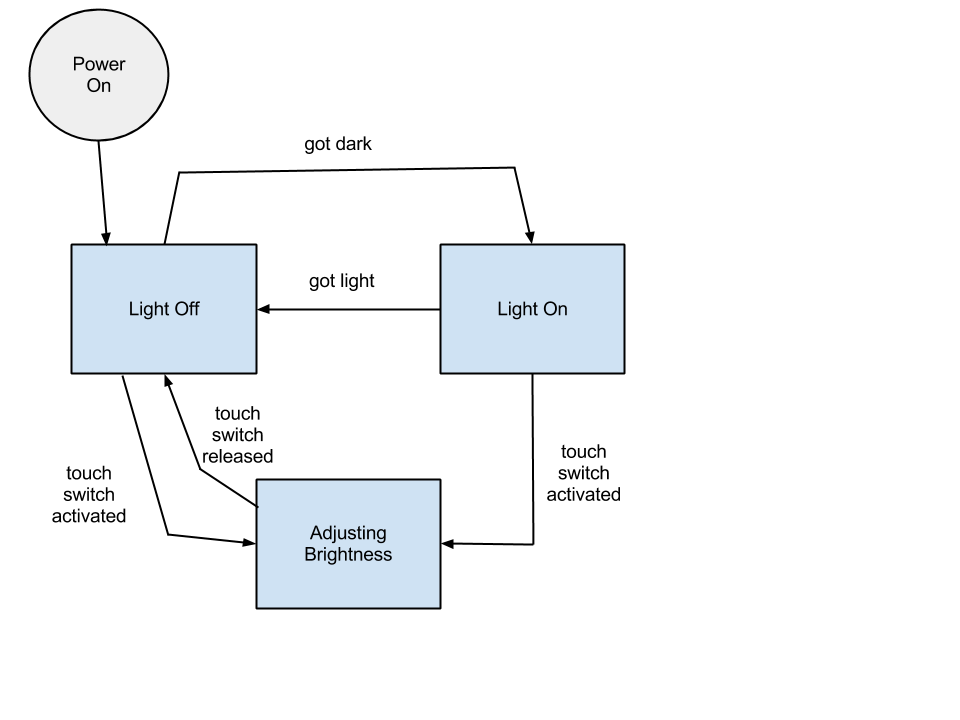 Power
On
got dark
got light
Light Off
Light On
touch
switch
released
touch
switch
activated
touch
switch
activated
Adjusting
Brightness